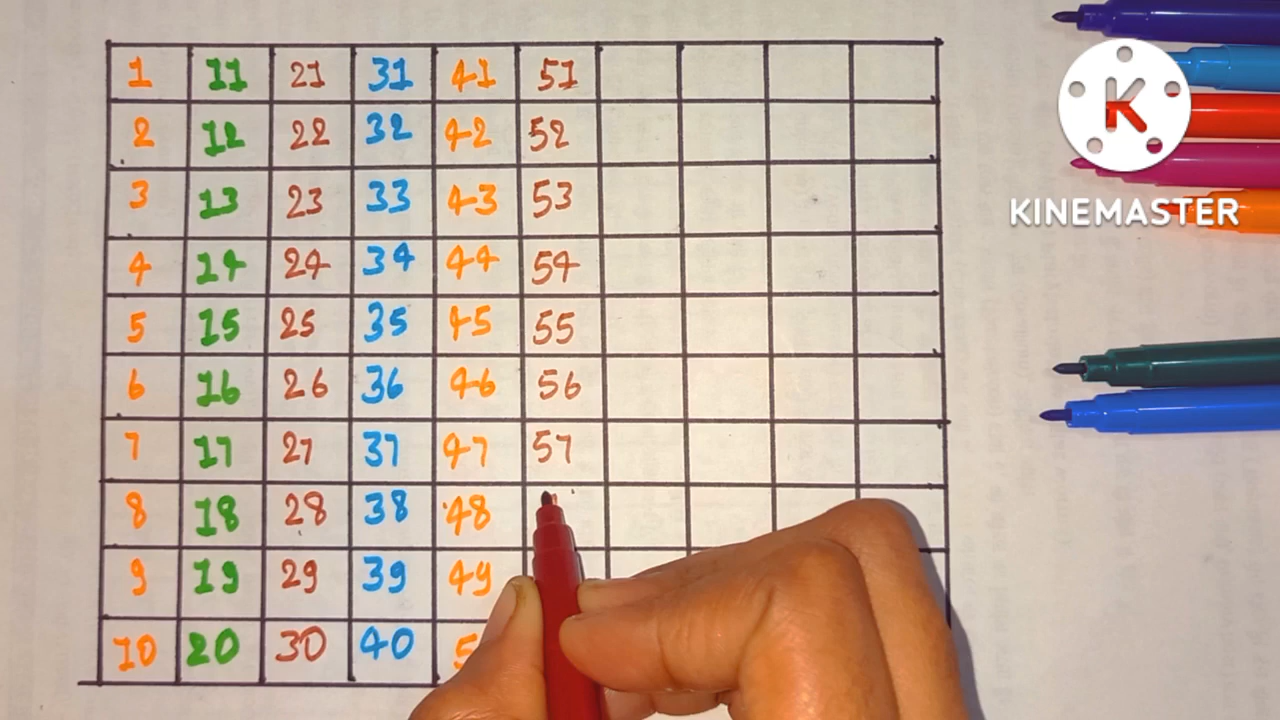 1 11 21 31 41 51
2 12 22 32 42 52
3 13 23 33 43 53
4 14 24 34 44 54
5 15 25 35 45 55
6 16 26 36 46 56
7 17 27 37 47 57
8 18 28 38 48
9 19 29 39 49
10 20 30 40 5
K
KINEMASTER